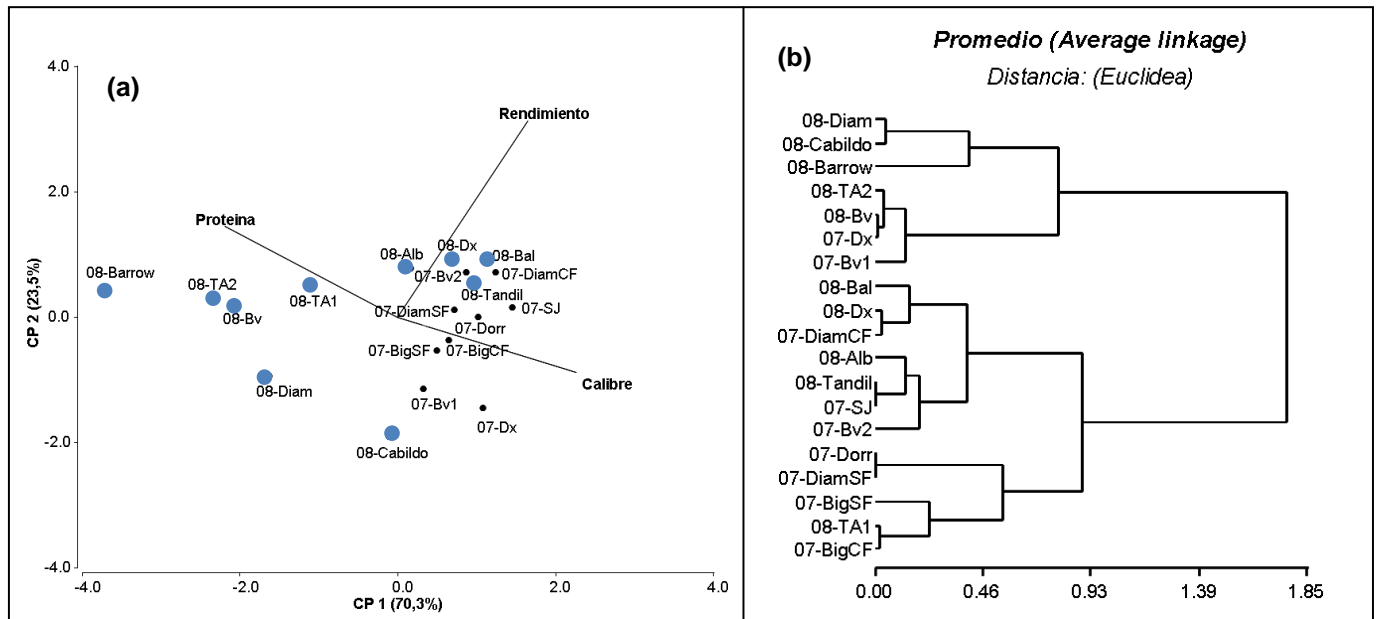 (a)
4.0
2.0
0.0
-2.0
-4.0
CP 2 (23,5%)
Rendimiento
Proteina
Calibre
08-Barrow
08-TA2
08-Bv
08-TA1
08-Diam
08-Cabildo
08-Alb
08-Dx
08-Bal
07-Bv2
07-DiamCF
08-Tandil
07-DiamSF
07-SJ
07-Dorr
07-BigSF
07-BigCF
07-Bv1
07-Dx
-4.0 -2.0 0.0 2.0 4.0
CP 1 (70,3%)
(b)
Promedio (Average linkage)
Distancia: (Euclidea)
08-Diam
08-Cabildo
08-Barrow
08-TA2
08-Bv
07-Dx
07-Bv1
08-Bal
08-Dx
07-DiamCF
08-Alb
08-Tandil
07-SJ
07-Bv2
07-Dorr
07-DiamSF
07-BigSF
08-TA1
07-BigCF
0.00 0.46 0.93 1.39 1.85